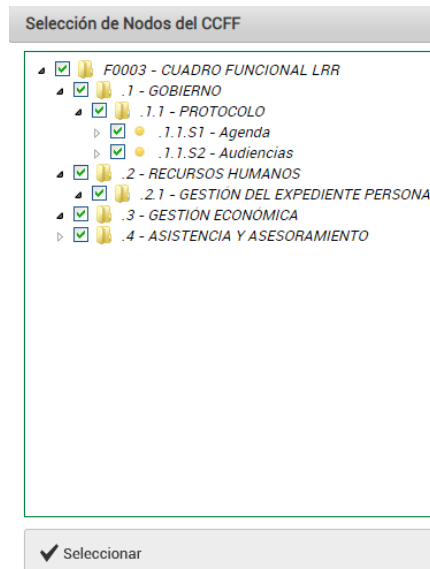 Selección de Nodos del CCFF
F0003 - CUADRO FUNCIONAL LRR
.1 - GOBIERNO
.1.1 - PROTOCOLO
.1.1.S1 - Agenda
.1.1.S2 - Audiencias
.2 - RECURSOS HUMANOS
.2.1 - GESTIÓN DEL EXPEDIENTE PERSONA
.3 - GESTIÓN ECONÓMICA
.4 - ASISTENCIA Y ASESORAMIENTO
Seleccionar